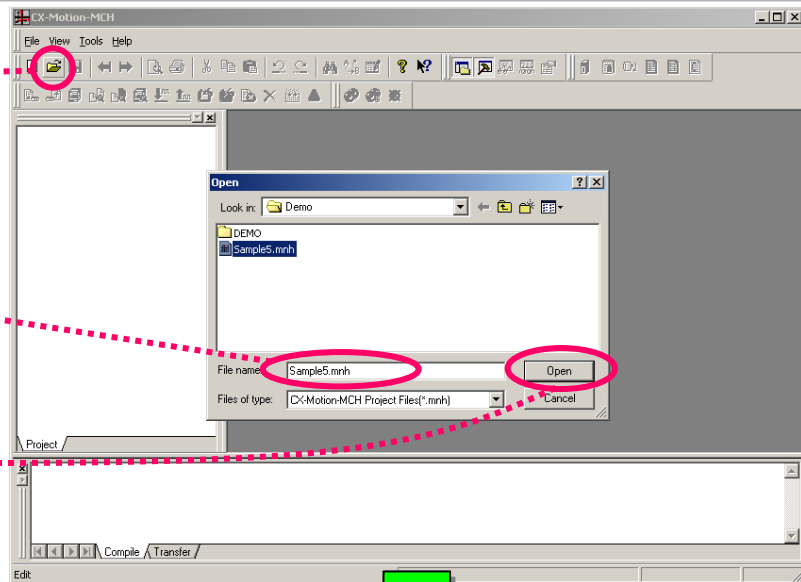 CX-Motion-MCH
File View Tools Help
Open
Look in: Demo
DEMO
Sample5.mnh
File name: Sample5.mnh
Open
Files of type: CX-Motion-MCH Project Files(*.mnh)
Cancel
Project
Compile Transfer
Edit